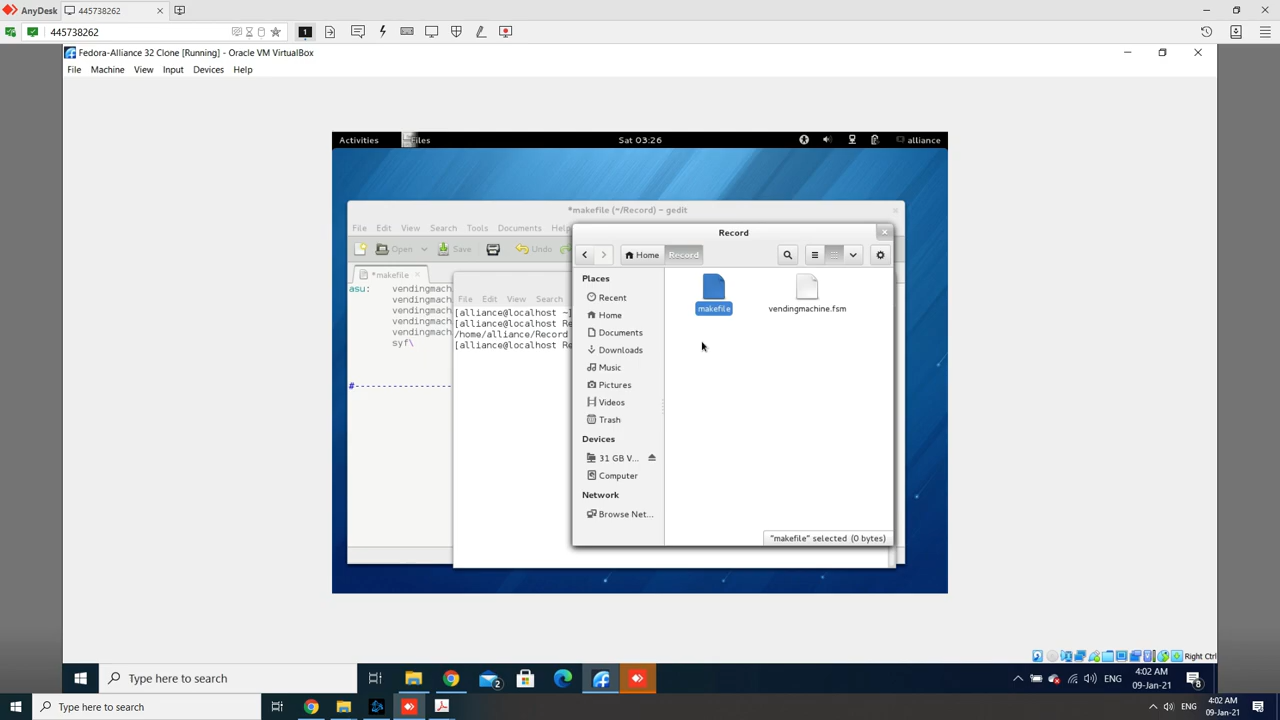 AnyDesk
445738262
445738262
1
Fedora-Alliance 32 Clone [Running] - Oracle VM VirtualBox
File Machine View Input Devices Help
Activities Files Sat 03:26 alliance
*makefile (~/Record) - gedit
File Edit View Search Tools Documents Help
Open Save Undo
*makefile
asu: vendingmach
vendingmach
vendingmach
vendingmach
vendingmach
syf\
#------------------
File Edit View Search
[alliance@localhost ~]
[alliance@localhost Re
/home/alliance/Record
[alliance@localhost Re
Record
Home Record
Places
Recent
Home
Documents
Downloads
Music
Pictures
Videos
Trash
Devices
31 GB V...
Computer
Network
Browse Net...
makefile
vendingmachine.fsm
"makefile" selected (0 bytes)
Right Ctrl
Type here to search
2
ENG
4:02 AM
09-Jan-21
8
Type here to search
ENG
4:02 AM
09-Jan-21